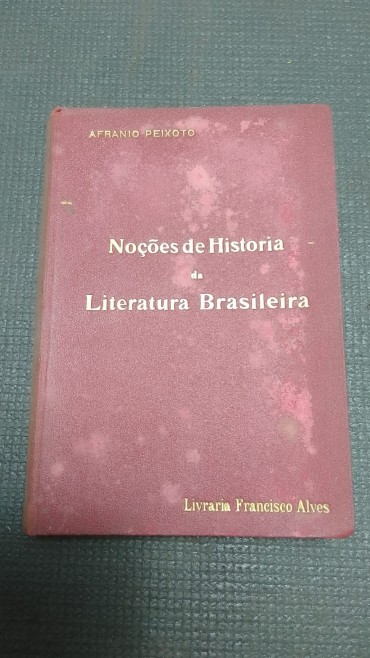 AFRANIO PEIXOTO
Noções de Historia
da
Literatura Brasileira
Livraria Francisco Alves